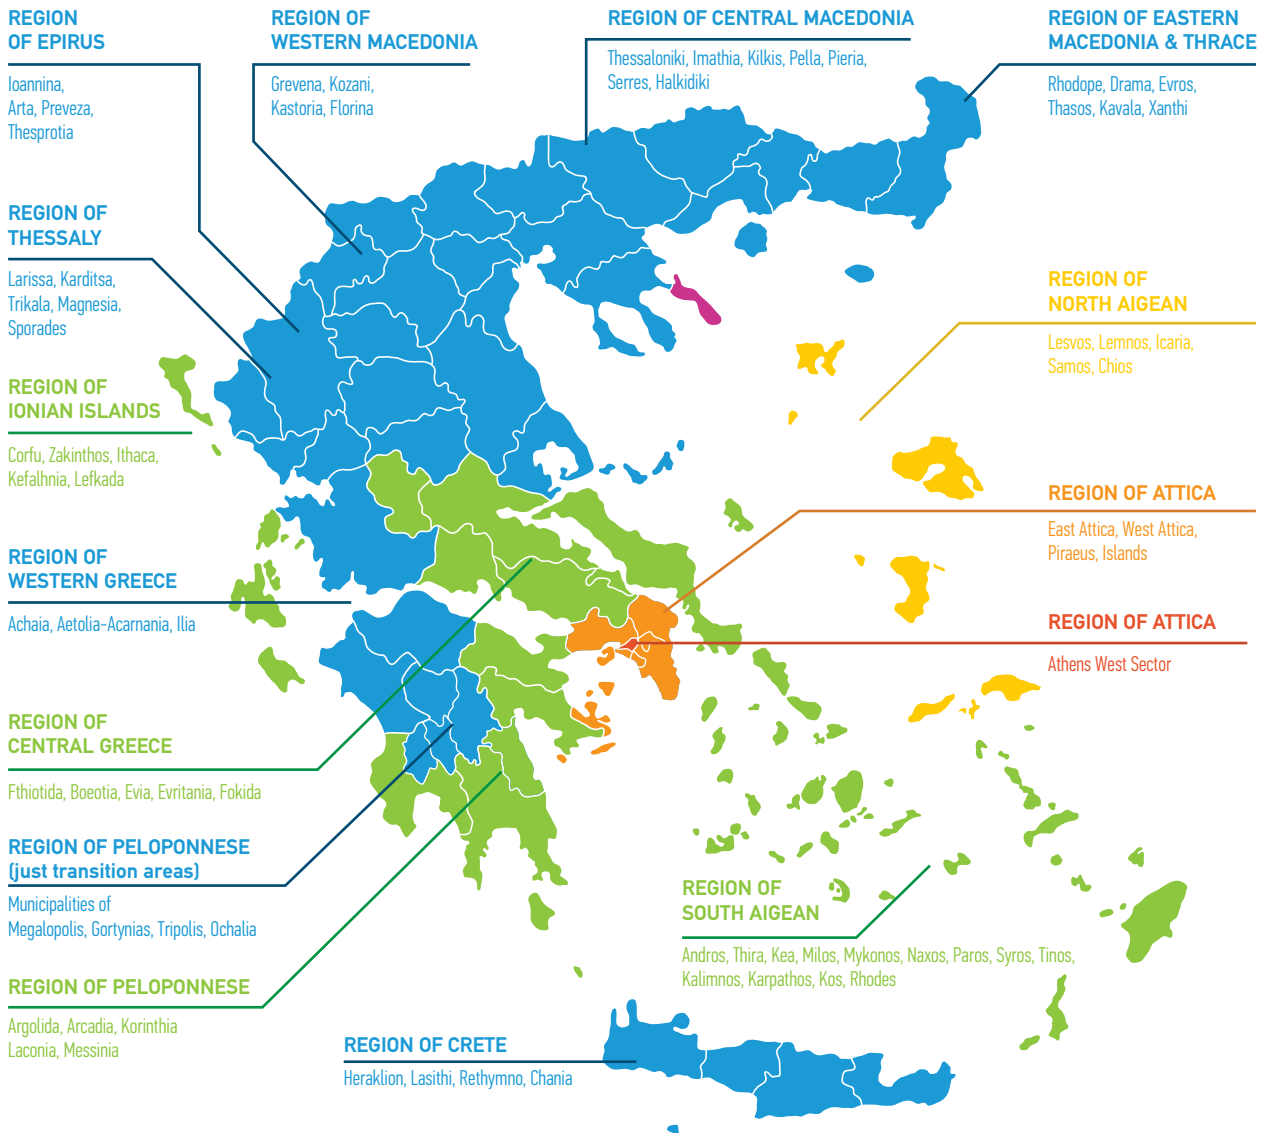 REGION
OF EPIRUS
Ioannina,
Arta, Preveza,
Thesprotia
REGION OF
WESTERN MACEDONIA
Grevena, Kozani,
Kastoria, Florina
REGION OF CENTRAL MACEDONIA
Thessaloniki, Imathia, Kilkis, Pella, Pieria,
Serres, Halkidiki
REGION OF EASTERN
MACEDONIA & THRACE
Rhodope, Drama, Evros,
Thasos, Kavala, Xanthi
REGION OF
THESSALY
Larissa, Karditsa,
Trikala, Magnesia,
Sporades
REGION OF
NORTH AIGEAN
Lesvos, Lemnos, Icaria,
Samos, Chios
REGION OF
IONIAN ISLANDS
Corfu, Zakinthos, Ithaca,
Kefalhnia, Lefkada
REGION OF ATTICA
East Attica, West Attica,
Piraeus, Islands
REGION OF
WESTERN GREECE
Achaia, Aetolia-Acarnania, Ilia
REGION OF ATTICA
Athens West Sector
REGION OF
CENTRAL GREECE
Fthiotida, Boeotia, Evia, Evritania, Fokida
REGION OF PELOPONNESE
(just transition areas)
Municipalities of
Megalopolis, Gortynias, Tripolis, Ochalia
REGION OF
SOUTH AIGEAN
Andros, Thira, Kea, Milos, Mykonos, Naxos, Paros, Syros, Tinos,
Kalimnos, Karpathos, Kos, Rhodes
REGION OF PELOPONNESE
Argolida, Arcadia, Korinthia
Laconia, Messinia
REGION OF CRETE
Heraklion, Lasithi, Rethymno, Chania